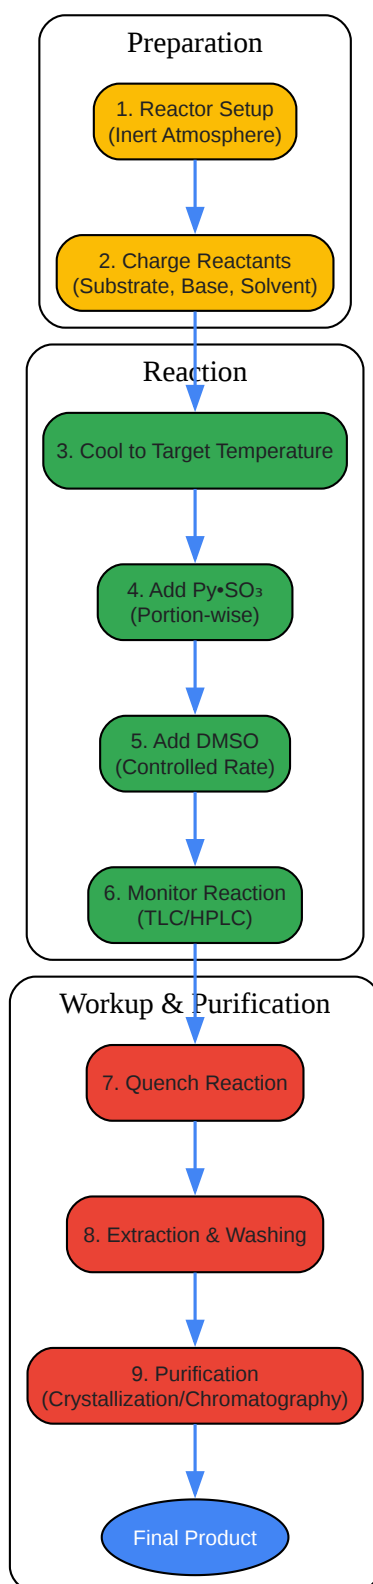 Preparation
1. Reactor Setup
(Inert Atmosphere)
2. Charge Reactants
(Substrate, Base, Solvent)
Reaction
3. Cool to Target Temperature
4. Add Py•SO₃
(Portion-wise)
5. Add DMSO
(Controlled Rate)
6. Monitor Reaction
(TLC/HPLC)
Workup & Purification
7. Quench Reaction
8. Extraction & Washing
9. Purification
(Crystallization/Chromatography)
Final Product